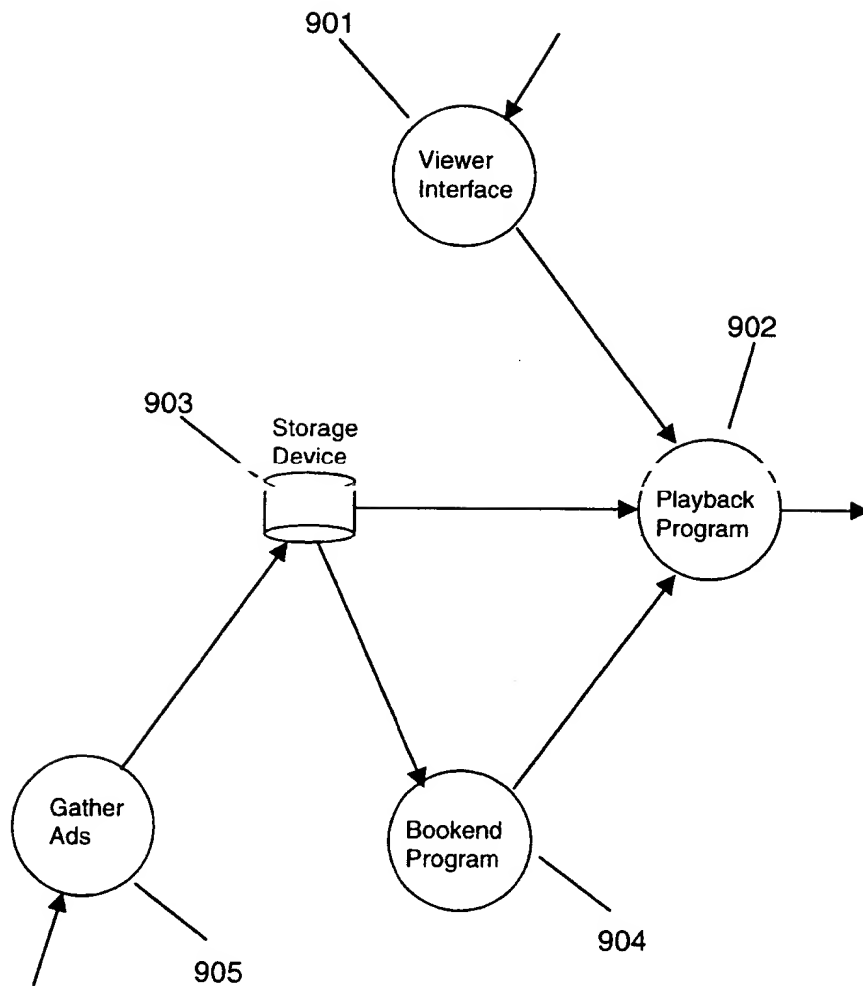 901
Viewer
Interface
902
903
Storage
Device
Playback
Program
Gather
Ads
Bookend
Program
904
905